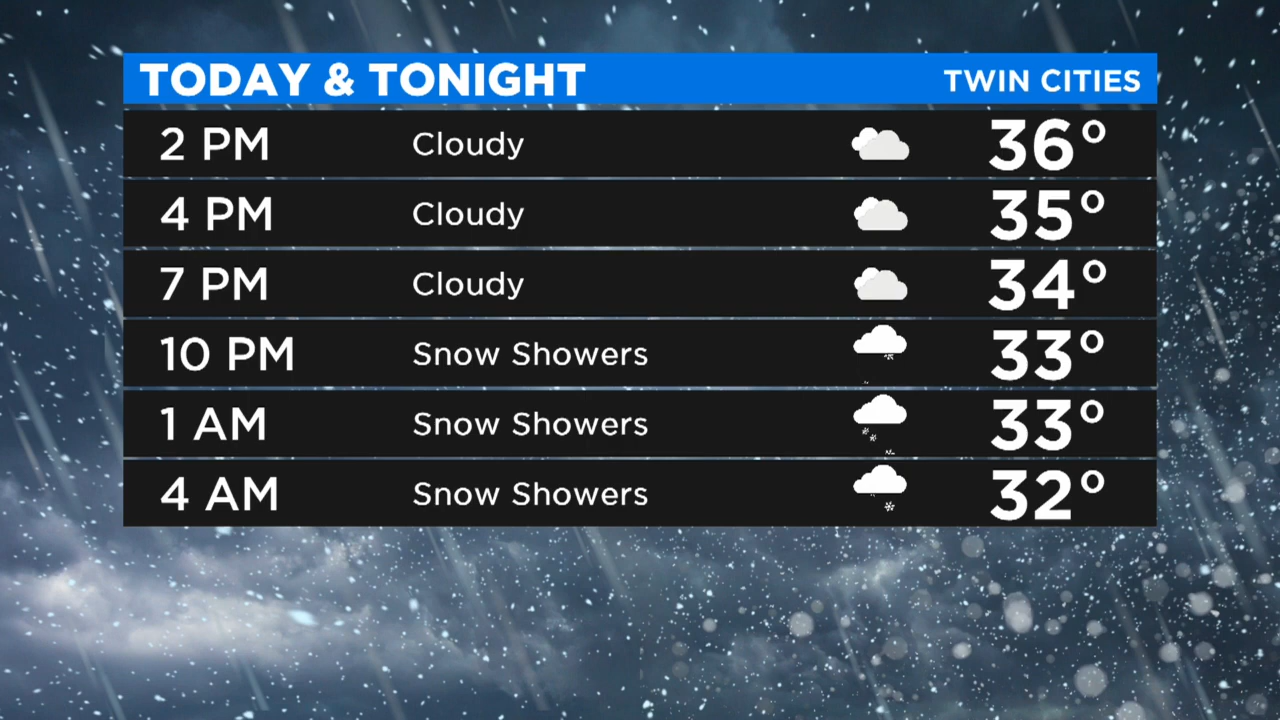 TODAY & TONIGHT TWIN CITIES
2 PM Cloudy 36°
4 PM Cloudy 35°
7 PM Cloudy 34°
10 PM Snow Showers 33°
1 AM Snow Showers 33°
4 AM Snow Showers 32°